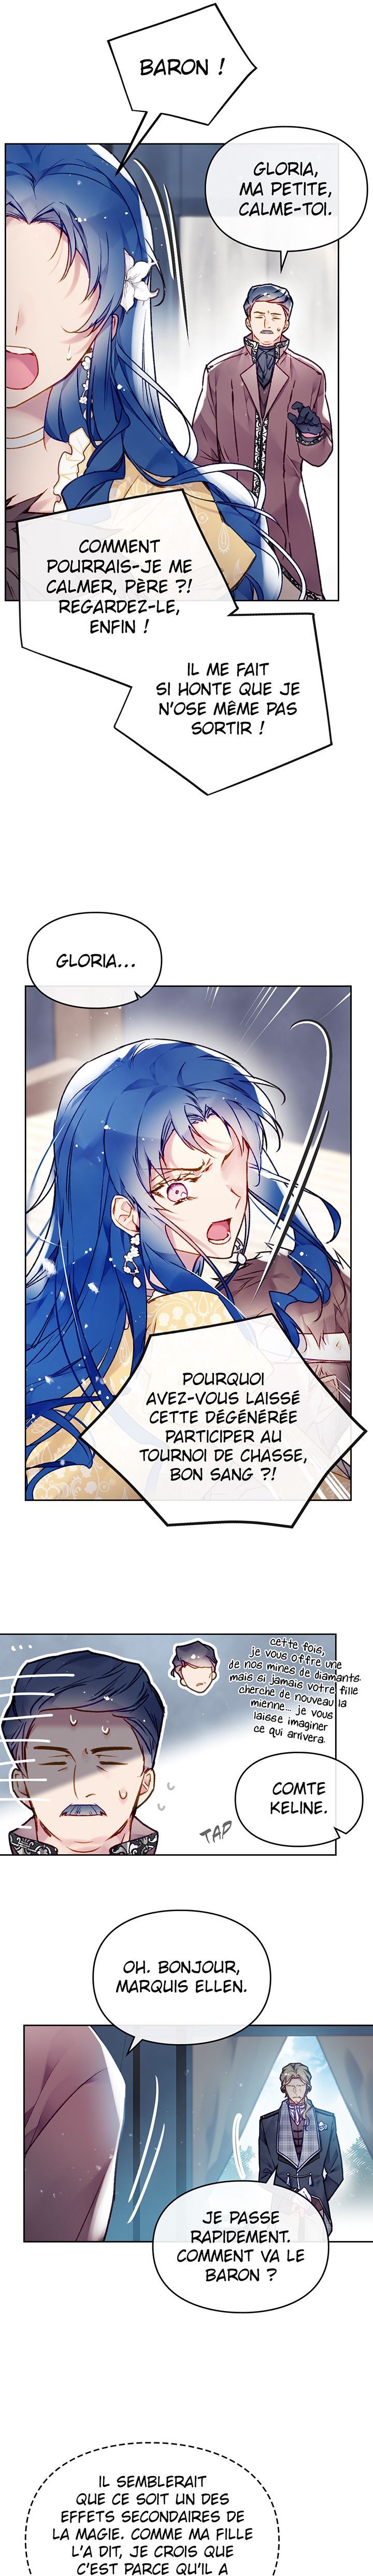 BARON !
GLORIA,
MA PETITE,
CALME-TOI.
COMMENT
POURRAIS-JE ME
CALMER, PÈRE ?!
REGARDEZ-LE,
ENFIN !
IL ME FAIT
SI HONTE QUE JE
N'OSE MÊME PAS
SORTIR !
GLORIA...
POURQUOI
AVEZ-VOUS LAISSÉ
CETTE DÉGÉNÉRÉE
PARTICIPER AU
TOURNOI DE CHASSE,
BON SANG ?!
cette fois,
je vous offre une
de nos mines de diamants.
mais si jamais votre fille
cherche de nouveau la
mienne... je vous
laisse imaginer
ce qui arrivera.
COMTE
KELINE.
TAP
OH. BONJOUR,
MARQUIS ELLEN.
JE PASSE
RAPIDEMENT.
COMMENT VA LE
BARON ?
IL SEMBLERAIT
QUE CE SOIT UN DES
EFFETS SECONDAIRES DE
LA MAGIE. COMME MA FILLE
L'A DIT, JE CROIS QUE
C'EST PARCE QU'IL A